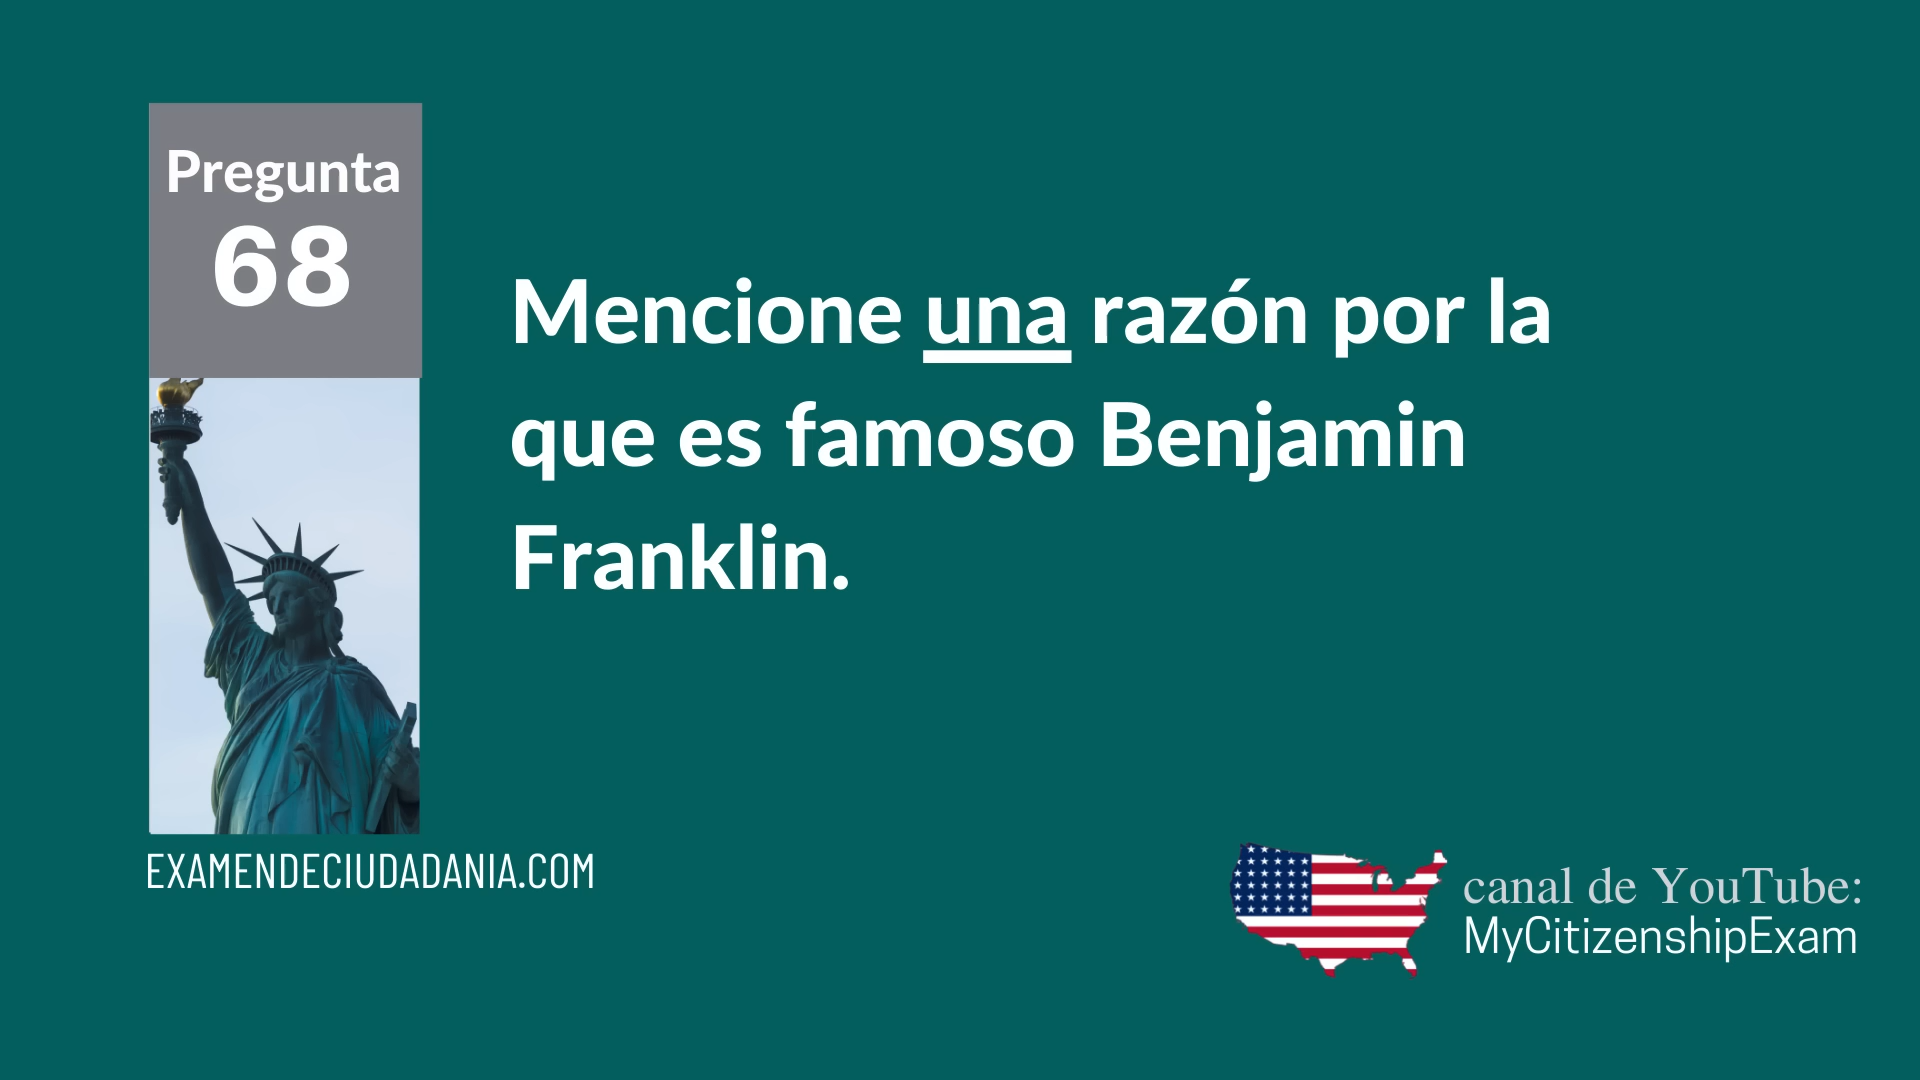 Pregunta
68
Mencione una razón por la
que es famoso Benjamin
Franklin.
EXAMENDECIUDADANIA.COM
canal de YouTube:
MyCitizenshipExam